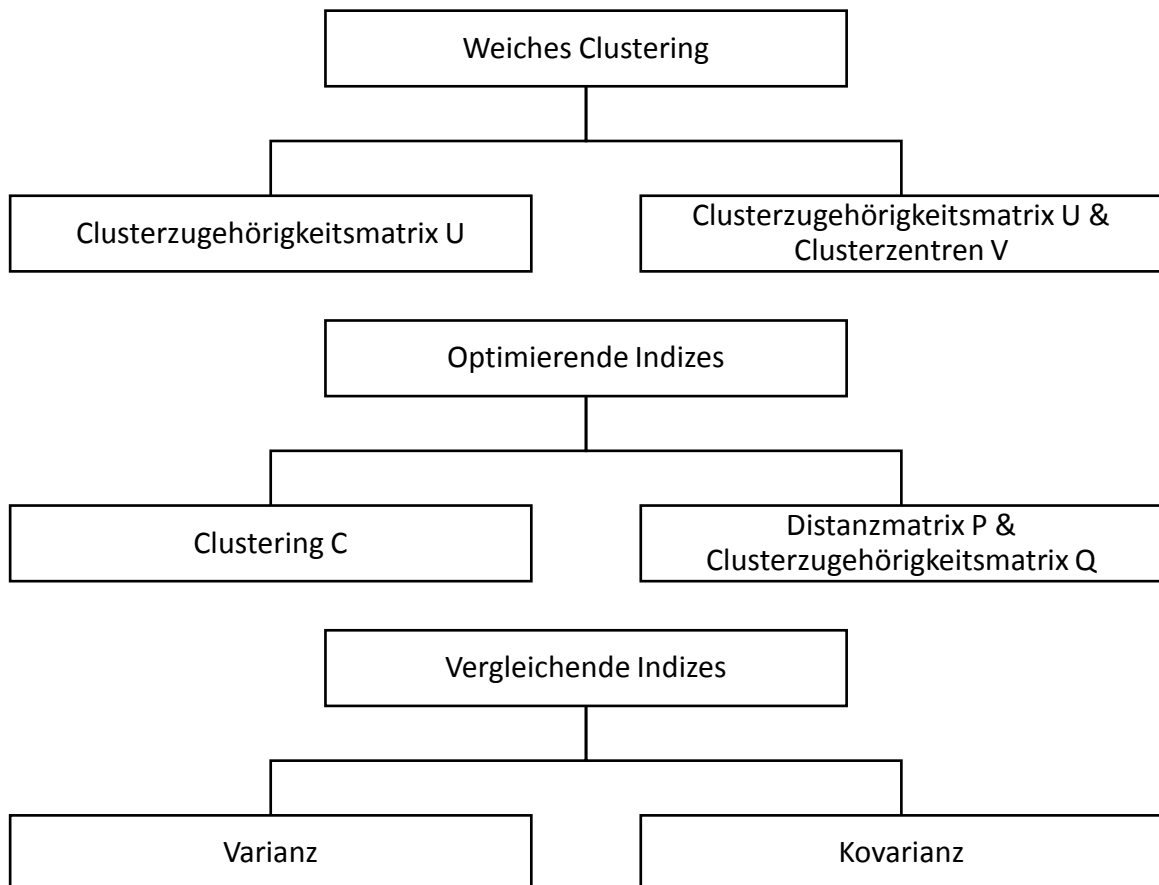 Weiches Clustering
Clusterzugehörigkeitsmatrix U
Clusterzugehörigkeitsmatrix U &
Clusterzentren V
Optimierende Indizes
Clustering C
Distanzmatrix P &
Clusterzugehörigkeitsmatrix Q
Vergleichende Indizes
Varianz
Kovarianz